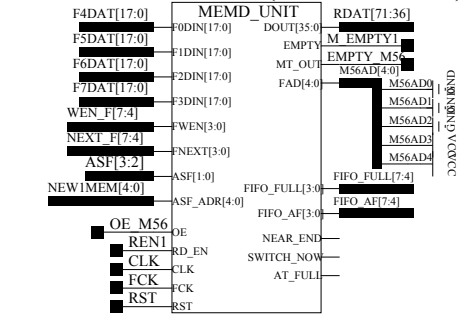 MEMD_UNIT
F4DAT[17:0]
F0DIN[17:0]
F5DAT[17:0]
F1DIN[17:0]
F6DAT[17:0]
F2DIN[17:0]
F7DAT[17:0]
F3DIN[17:0]
WEN_F[7:4]
FWEN[3:0]
NEXT_F[7:4]
FNEXT[3:0]
ASF[3:2]
ASF[1:0]
NEW1MEM[4:0]
ASF_ADR[4:0]
OE_M56
OE
REN1
RD_EN
CLK
CLK
FCK
FCK
RST
RST
RDAT[71:36]
DOUT[35:0]
M_EMPTY1
EMPTY
EMPTY_M56
MT_OUT
M56AD[4:0]
FAD[4:0]
M56AD0
M56AD1
M56AD2
M56AD3
M56AD4
FIFO_FULL[7:4]
FIFO_FULL[3:0]
FIFO_AF[7:4]
FIFO_AF[3:0]
NEAR_END
SWITCH_NOW
AT_FULL